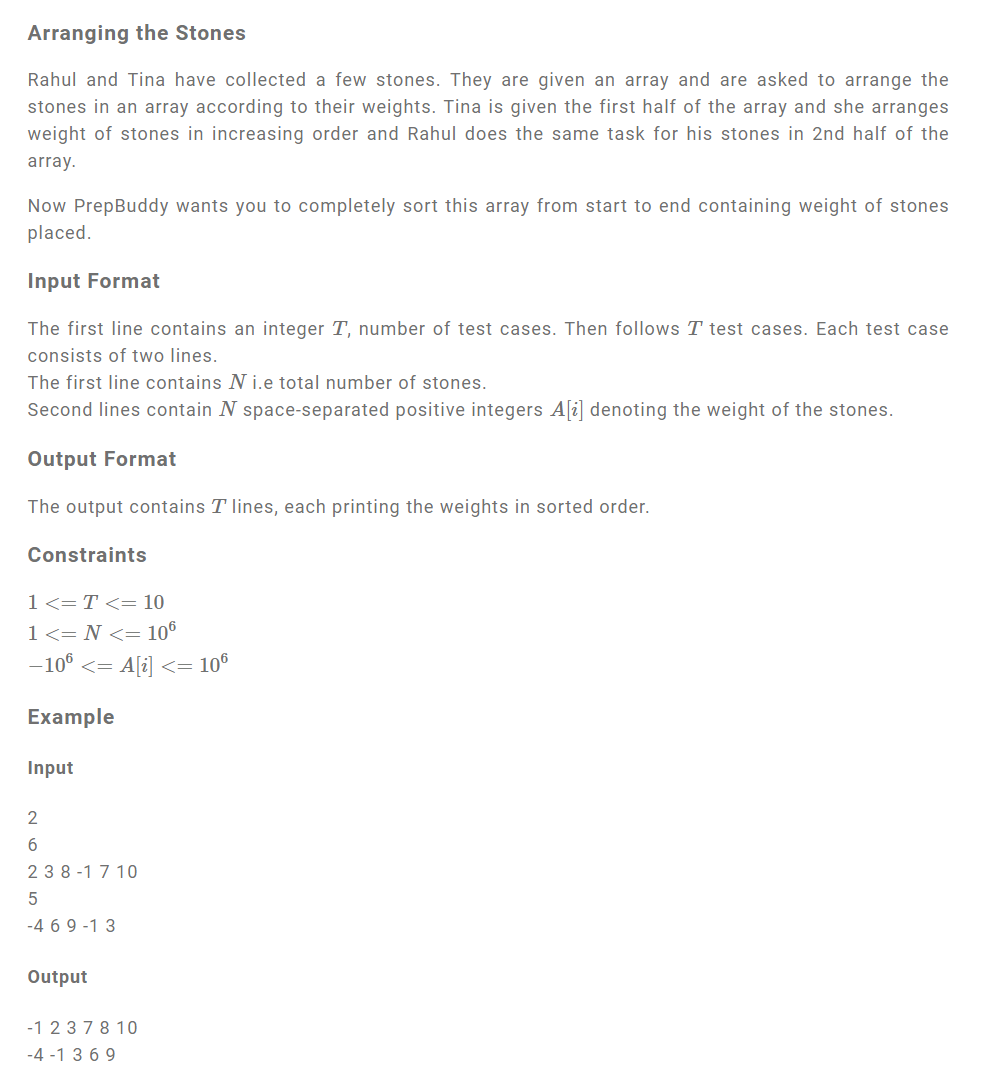 Arranging the Stones
Rahul and Tina have collected a few stones. They are given an array and are asked to arrange the
stones in an array according to their weights. Tina is given the first half of the array and she arranges
weight of stones in increasing order and Rahul does the same task for his stones in 2nd half of the
array.
Now PrepBuddy wants you to completely sort this array from start to end containing weight of stones
placed.
Input Format
The first line contains an integer T, number of test cases. Then follows T test cases. Each test case
consists of two lines.
The first line contains N i.e total number of stones.
Second lines contain N space-separated positive integers A[i] denoting the weight of the stones.
Output Format
The output contains T lines, each printing the weights in sorted order.
Constraints
1 <= T <= 10
1 <= N <= 10⁶
−10⁶ <= A[i] <= 10⁶
Example
Input
2
6
2 3 8 -1 7 10
5
-4 6 9 -1 3
Output
-1 2 3 7 8 10
-4 -1 3 6 9